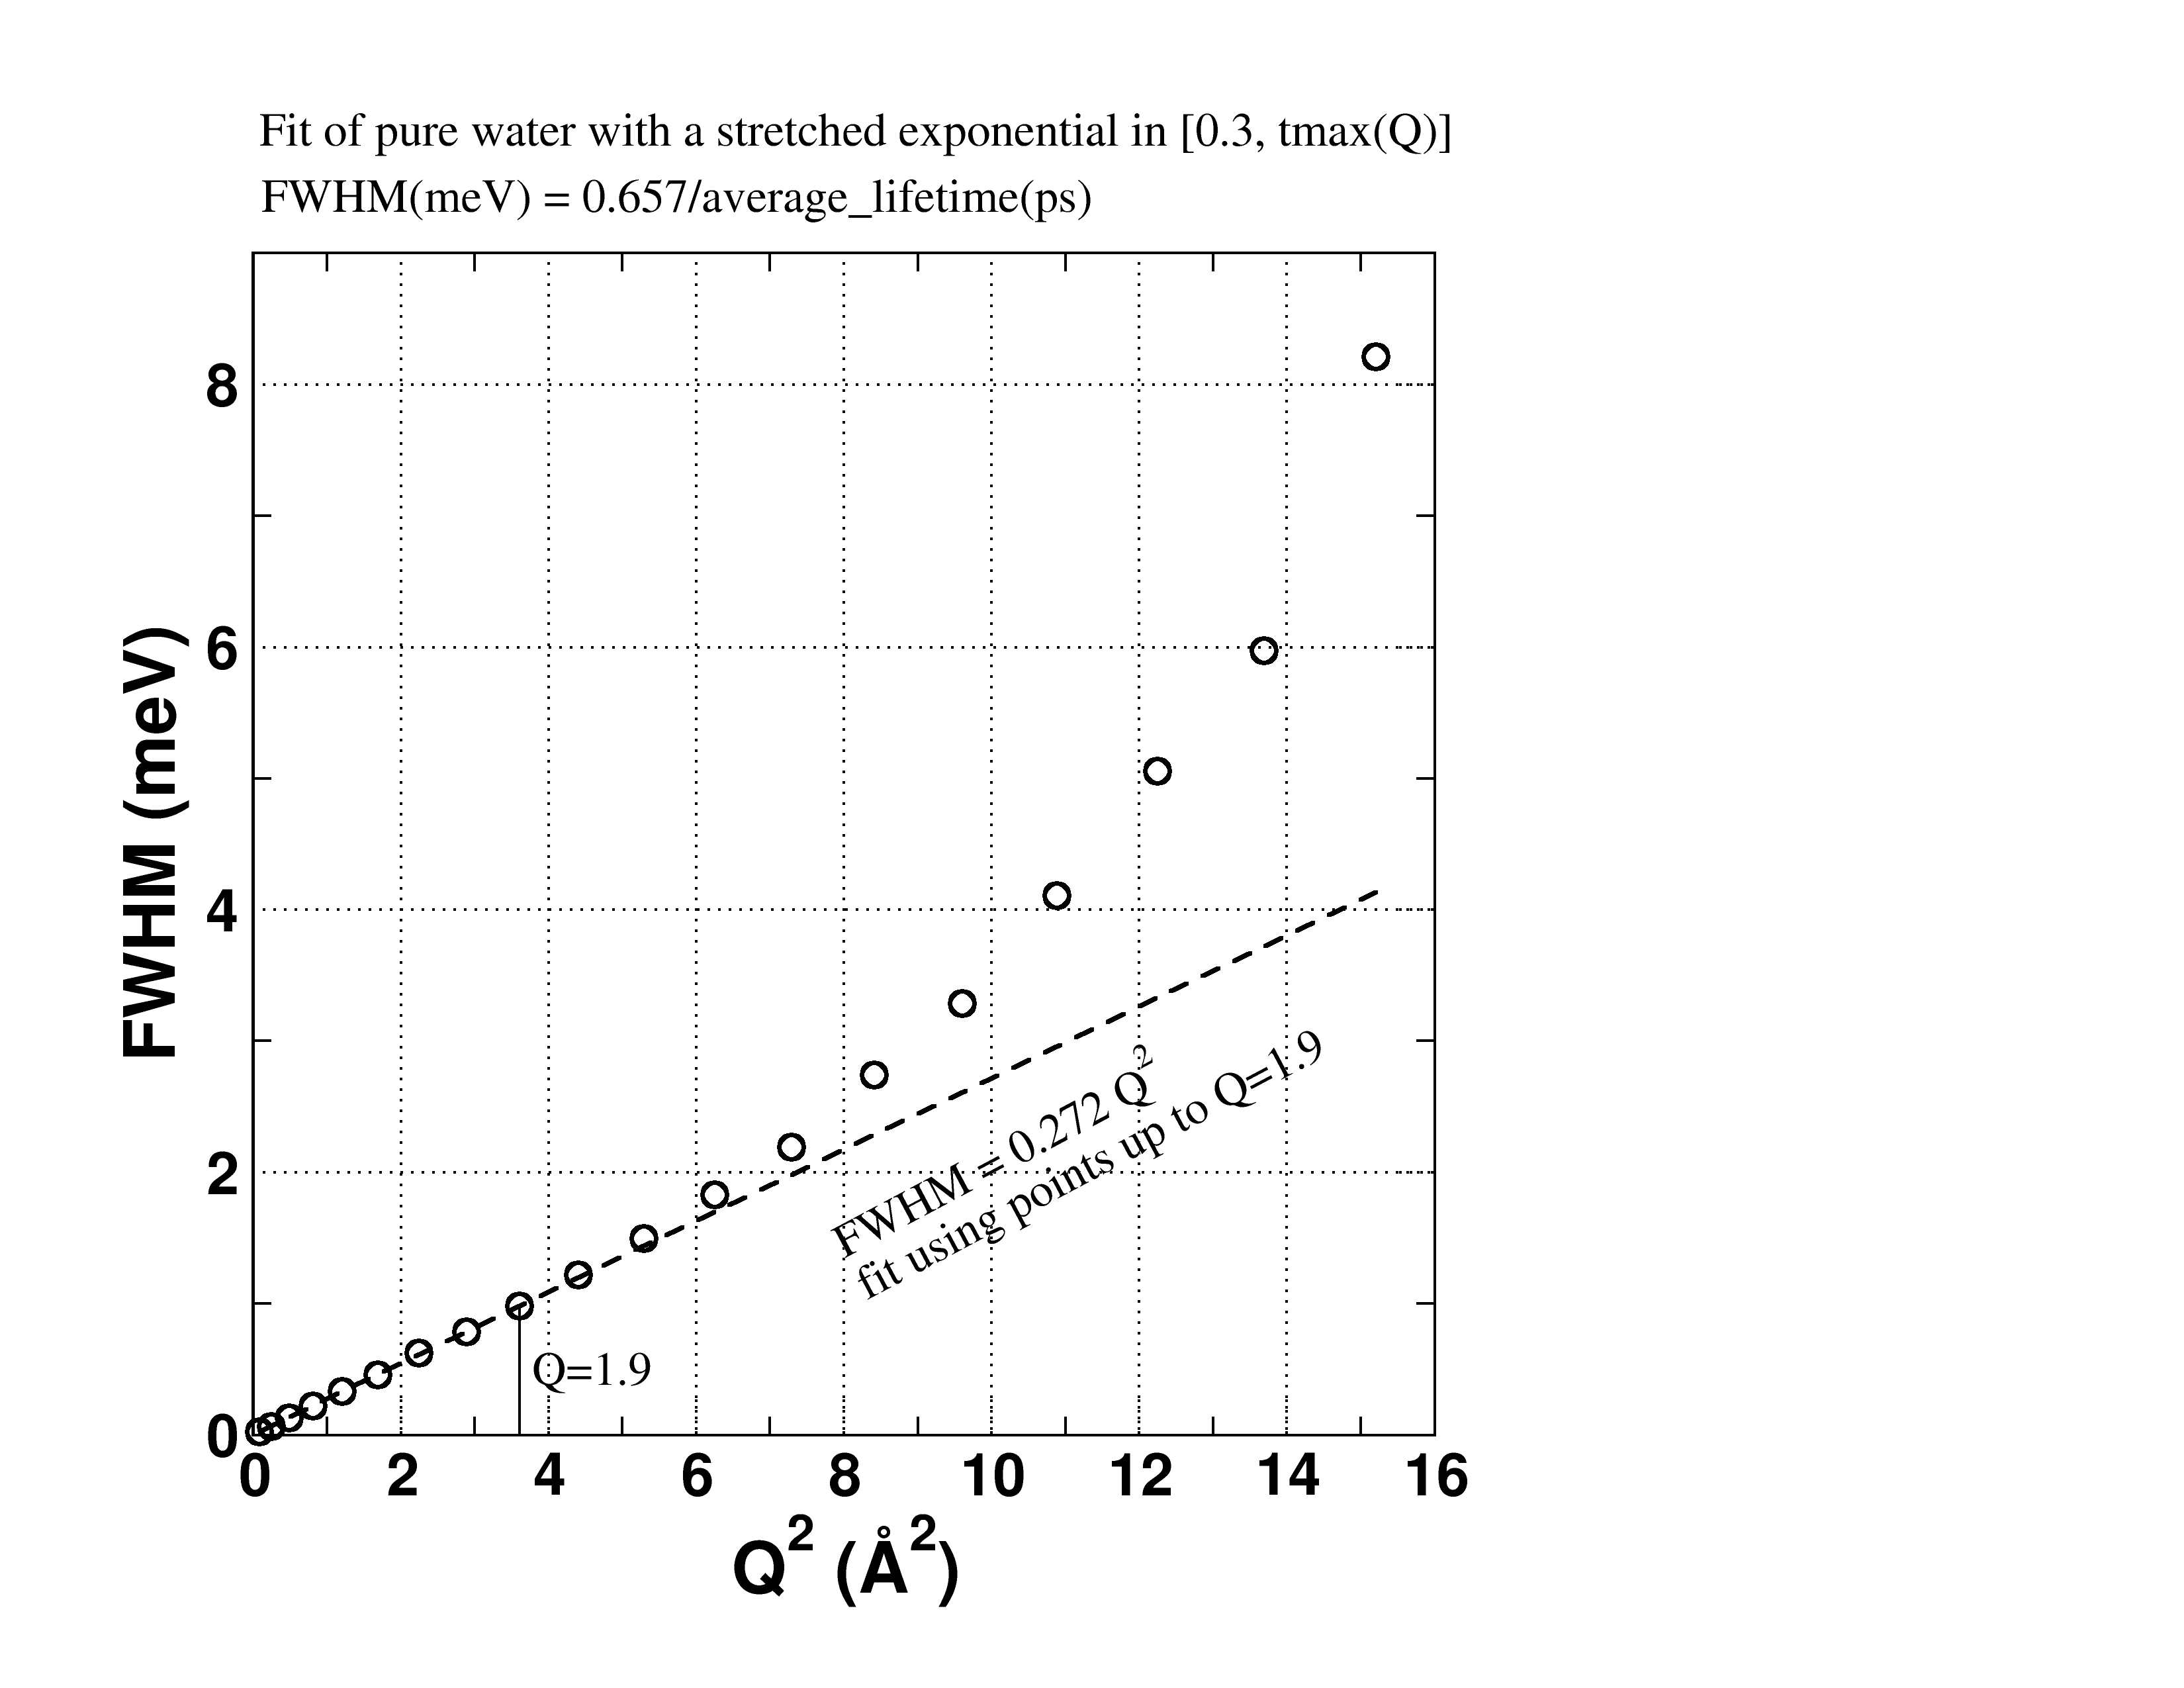 Fit of pure water with a stretched exponential in [0.3, tmax(Q)]
FWHM(meV) = 0.657/average_lifetime(ps)
8
6
4
2
0
FWHM (meV)
FWHM = 0.272 Q²
fit using points up to Q=1.9
Q=1.9
0 2 4 6 8 10 12 14 16
Q² (Å²)